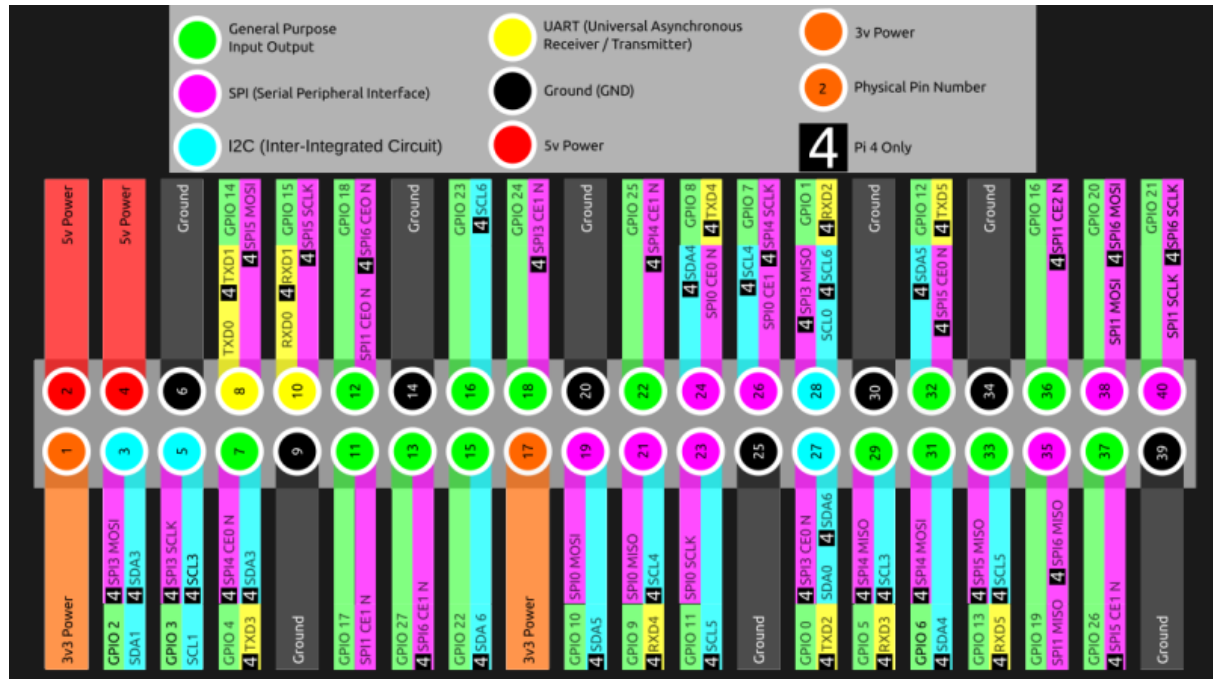 General Purpose
Input Output
UART (Universal Asynchronous
Receiver / Transmitter)
3v Power
SPI (Serial Peripheral Interface)
Ground (GND)
2
Physical Pin Number
I2C (Inter-Integrated Circuit)
5v Power
4
Pi 4 Only
5v Power
5v Power
Ground
GPIO 14
TXD0 4 TXD1
4 SPI5 MOSI
GPIO 15
RXD0 4 RXD1
4 SPI5 SCLK
GPIO 18
SPI1 CEO N 4 SPI6 CEO N
Ground
GPIO 23
4 SCL6
GPIO 24
4 SPI3 CE1 N
Ground
GPIO 25
4 SPI4 CE1 N
4 SDA4 GPIO 8
SPI0 CE0 N 4 TXD4
4 SCL4 GPIO 7
SPI0 CE1 4 SPI4 SCLK
4 SPI3 MISO GPIO 1
SCL0 4 SCL6 4 RXD2
Ground
4 SDA5 GPIO 12
4 SPI5 CE0 N 4 TXD5
Ground
GPIO 16
4 SPI1 CE2 N
GPIO 20
SPI1 MOSI 4 SPI6 MOSI
GPIO 21
SPI1 SCLK 4 SPI6 SCLK
2 4 6 8 10 12 14 16 18 20 22 24 26 28 30 32 34 36 38 40
1 3 5 7 9 11 13 15 17 19 21 23 25 27 29 31 33 35 37 39
3v3 Power
GPIO 2 4 SPI3 MOSI
SDA1 4 SDA3
GPIO 3 4 SPI3 SCLK
SCL1 4 SCL3
GPIO 4 4 SPI4 CE0 N
4 TXD3 4 SDA3
Ground
GPIO 17
SPI1 CE1 N
GPIO 27
4 SPI6 CE1 N
GPIO 22
4 SDA 6
3v3 Power
GPIO 10 SPI0 MOSI
4 SDA5
GPIO 9 SPI0 MISO
4 RXD4 4 SCL4
GPIO 11 SPI0 SCLK
4 SCL5
Ground
GPIO 0 4 SPI3 CE0 N
4 TXD2 SDA0 4 SDA6
GPIO 5 4 SPI4 MISO
4 RXD3 4 SCL3
GPIO 6 4 SPI4 MOSI
4 SDA4
GPIO 13 4 SPI5 MISO
4 RXD5 4 SCL5
GPIO 19
SPI1 MISO 4 SPI6 MISO
GPIO 26
4 SPI5 CE1 N
Ground